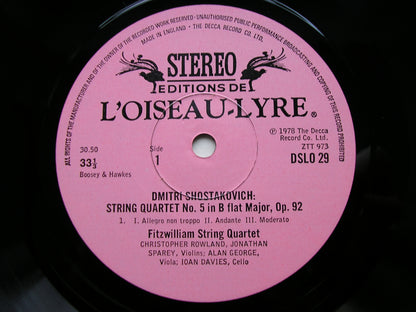 ALL RIGHTS OF THE MANUFACTURER AND OF THE OWNER OF THE RECORDED WORK RESERVED · UNAUTHORISED PUBLIC PERFORMANCE BROADCASTING AND COPYING OF THIS RECORD PROHIBITED
MADE IN ENGLAND · THE DECCA RECORD CO. LTD.
STEREO
EDITIONS DE
L'OISEAU-LYRE ®
30.50
33⅓
Boosey & Hawkes
Side
1
℗ 1978 The Decca
Record Co. Ltd.
ZTT 973
DSLO 29
DMITRI SHOSTAKOVICH:
STRING QUARTET No. 5 in B flat Major, Op. 92
1. I. Allegro non troppo II. Andante III. Moderato
Fitzwilliam String Quartet
CHRISTOPHER ROWLAND, JONATHAN
SPAREY, Violins; ALAN GEORGE,
Viola; IOAN DAVIES, Cello